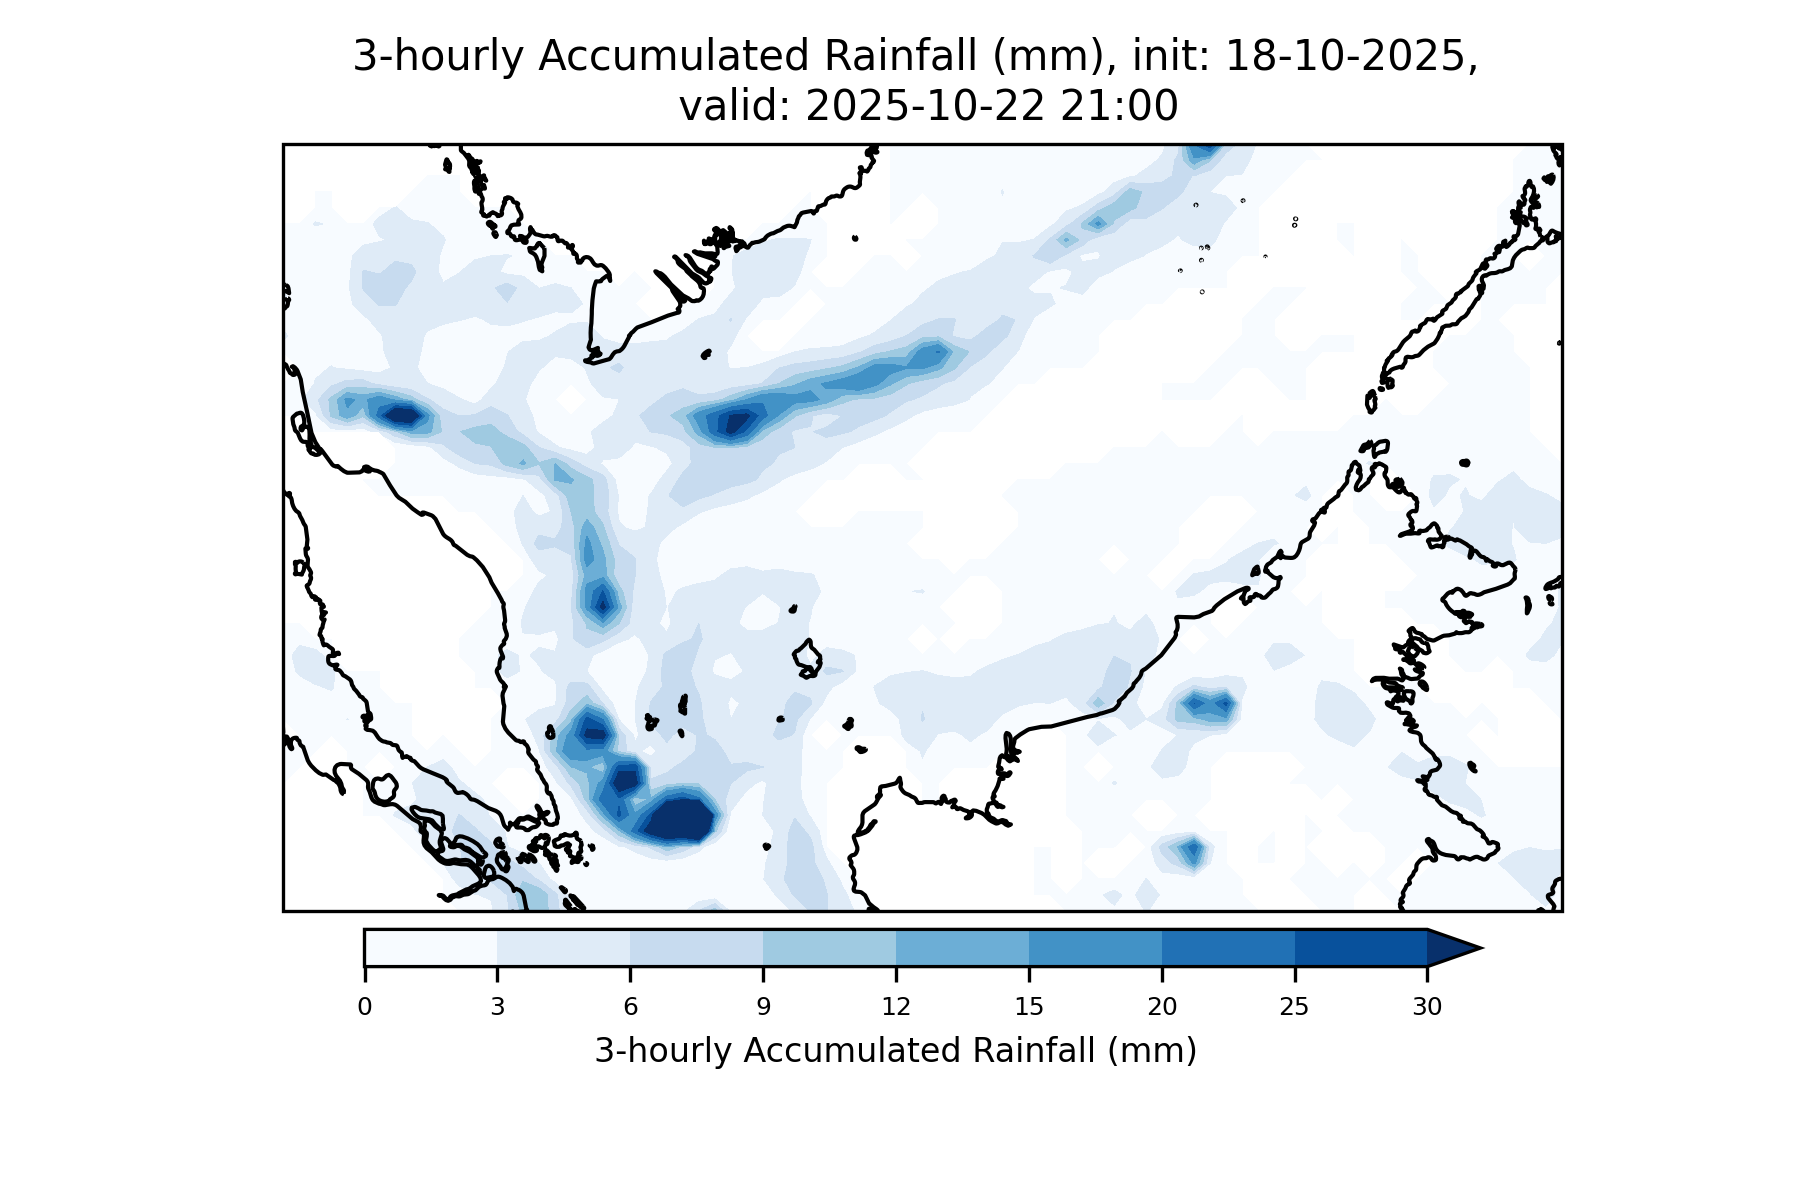 3-hourly Accumulated Rainfall (mm), init: 18-10-2025,
valid: 2025-10-22 21:00
0 3 6 9 12 15 20 25 30
3-hourly Accumulated Rainfall (mm)